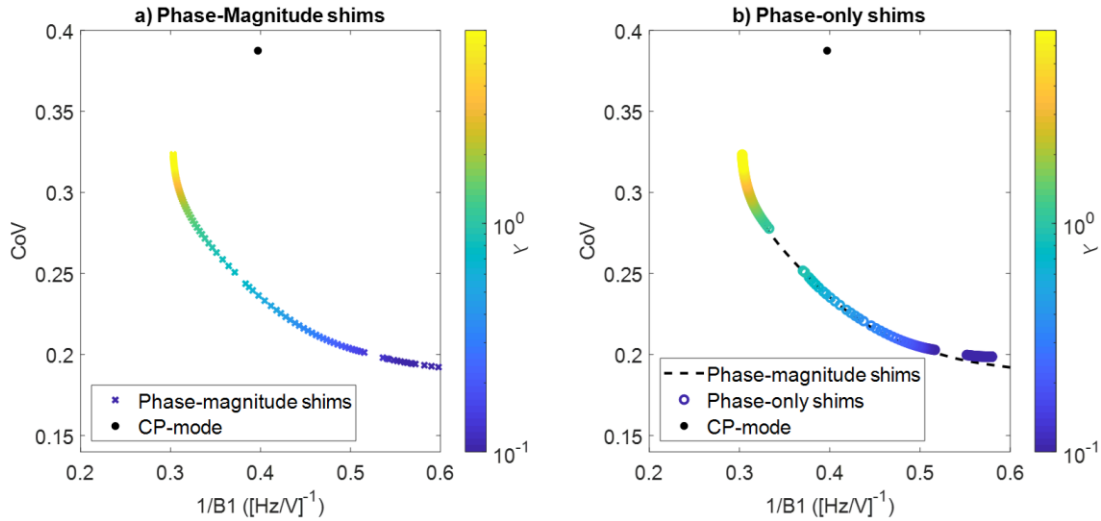 a) Phase-Magnitude shims
0.4
0.35
0.3
0.25
0.2
0.15
CoV
0.2 0.3 0.4 0.5 0.6
1/B1 ([Hz/V]⁻¹)
Phase-magnitude shims
CP-mode
10⁰
10⁻¹
γ
b) Phase-only shims
0.4
0.35
0.3
0.25
0.2
0.15
CoV
0.2 0.3 0.4 0.5 0.6
1/B1 ([Hz/V]⁻¹)
Phase-magnitude shims
Phase-only shims
CP-mode
10⁰
10⁻¹
γ